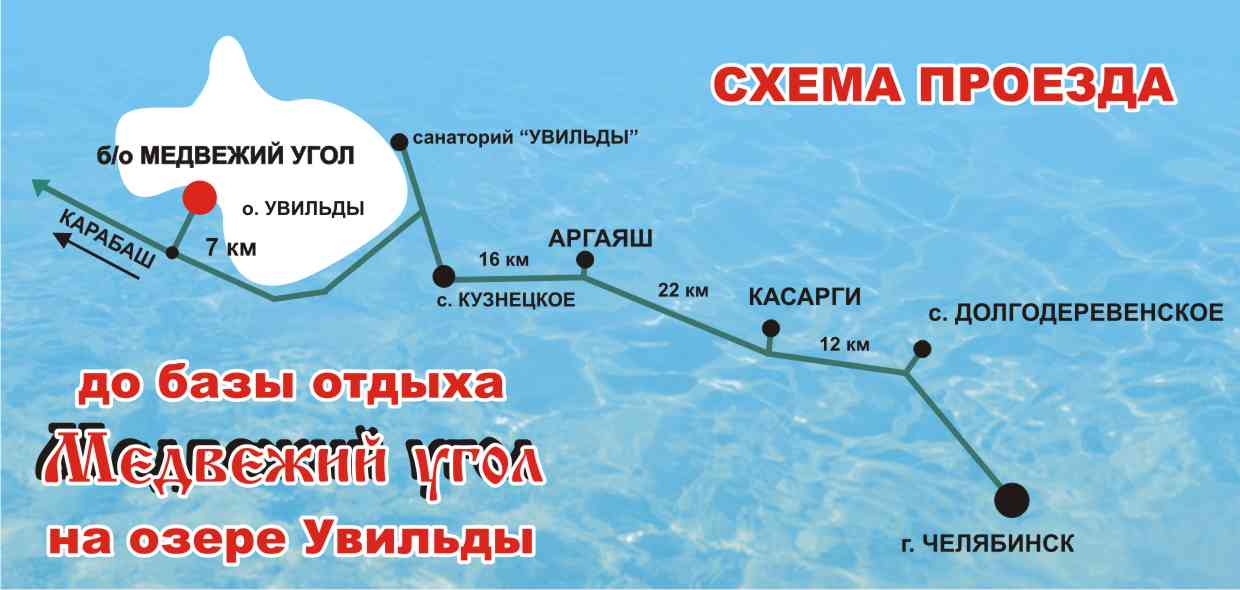 СХЕМА ПРОЕЗДА
санаторий “УВИЛЬДЫ”
б/о МЕДВЕЖИЙ УГОЛ
о. УВИЛЬДЫ
КАРАБАШ
7 км
АРГАЯШ
16 км
с. КУЗНЕЦКОЕ
22 км
КАСАРГИ
с. ДОЛГОДЕРЕВЕНСКОЕ
12 км
г. ЧЕЛЯБИНСК
до базы отдыха
Медвежий угол
на озере Увильды